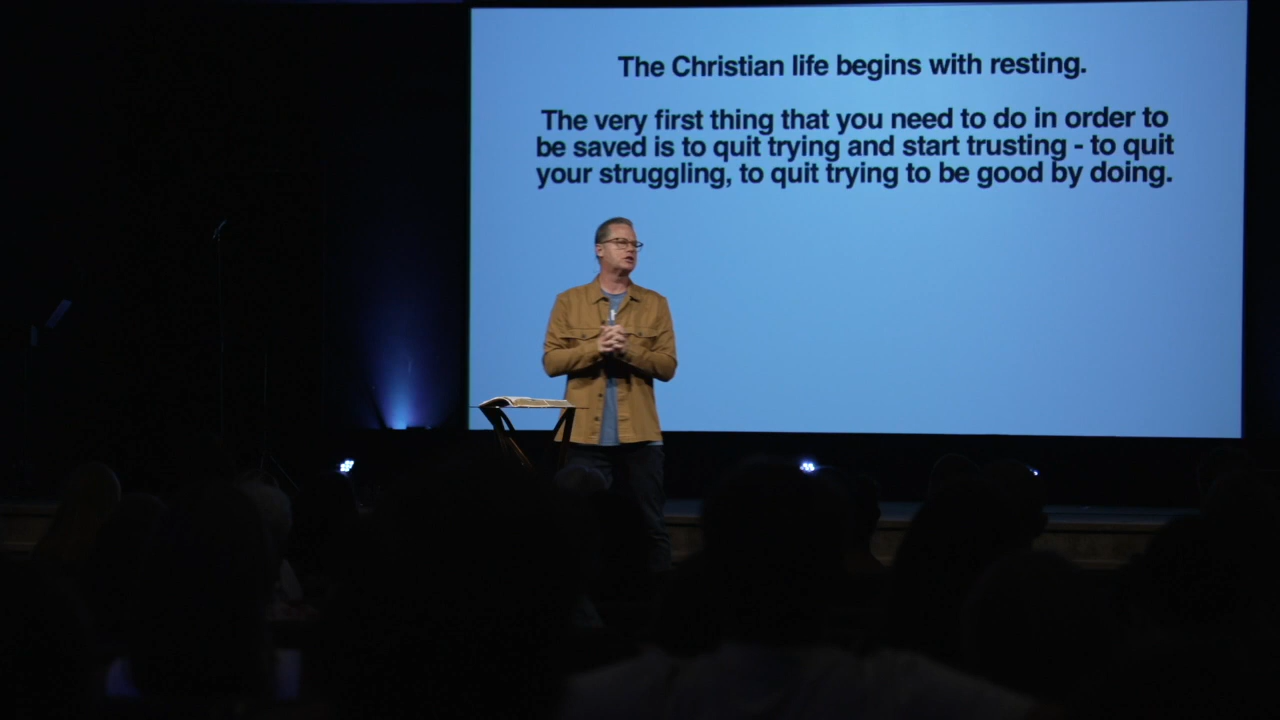 The Christian life begins with resting.
The very first thing that you need to do in order to
be saved is to quit trying and start trusting - to quit
your struggling, to quit trying to be good by doing.